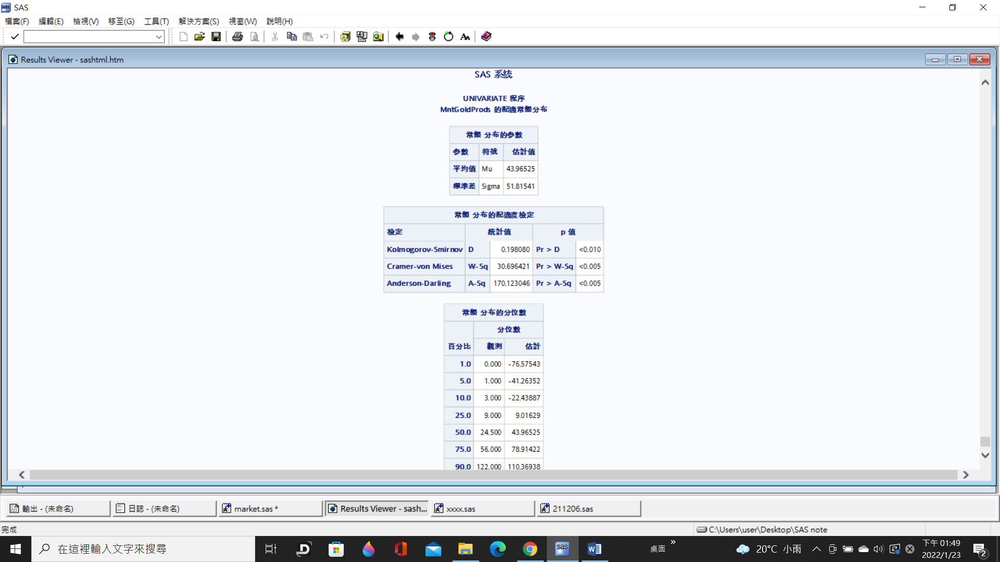 SAS
檔案(F) 編輯(E) 檢視(V) 移至(G) 工具(T) 解決方案(S) 視窗(W) 說明(H)
Results Viewer - sashtml.htm
SAS 系統
UNIVARIATE 程序
MntGoldProds 的配適常態分布
常態 分布的參數
參數 符號 估計值
平均值 Mu 43.96525
標準差 Sigma 51.81541
常態 分布的配適度檢定
檢定 統計值 p 值
Kolmogorov-Smirnov D 0.198080 Pr > D <0.010
Cramer-von Mises W-Sq 30.696421 Pr > W-Sq <0.005
Anderson-Darling A-Sq 170.123046 Pr > A-Sq <0.005
常態 分布的分位數
分位數
百分比 觀測 估計
1.0 0.000 -76.57543
5.0 1.000 -41.26352
10.0 3.000 -22.43887
25.0 9.000 9.01629
50.0 24.500 43.96525
75.0 56.000 78.91422
90.0 122.000 110.36938
輸出 - (未命名) 日誌 - (未命名) market.sas * Results Viewer - sash... xxxx.sas 211206.sas
完成 C:\Users\user\Desktop\SAS note
在這裡輸入文字來搜尋 sas 桌面 » 20°C 小雨 下午 01:49
2022/1/23 2